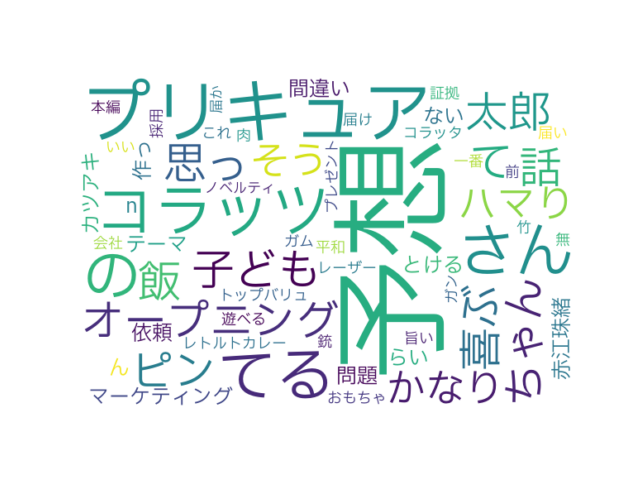 プリキュア
予想
コラッツ
さん
太郎
話
て
ハマり
思っ
そう
間違い
ない
証拠
コラッタ
届い
届か
届け
これ
肉
本編
採用
いい
作っ
カツアキ
ノベルティ
プレゼント
一番
前
竹
無
会社
テーマ
の
飯
子ども
ガム
平和
レーザー
とける
ガン
喜ぶ
ちゃん
赤江珠緒
トップバリュ
オープニング
遊べる
依頼
レトルトカレー
銃
旨い
らい
ん
ピン
てる
問題
かなり
マーケティング
おもちゃ